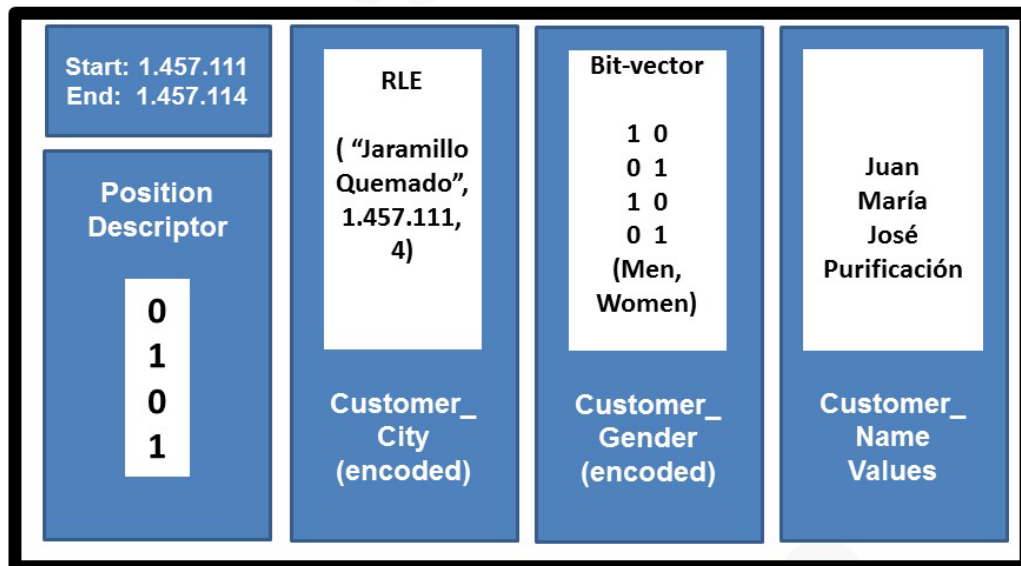 Start: 1.457.111
End: 1.457.114
Position
Descriptor
0
1
0
1
RLE
( “Jaramillo
Quemado”,
1.457.111,
4)
Customer_
City
(encoded)
Bit-vector
1 0
0 1
1 0
0 1
(Men,
Women)
Customer_
Gender
(encoded)
Juan
María
José
Purificación
Customer_
Name
Values